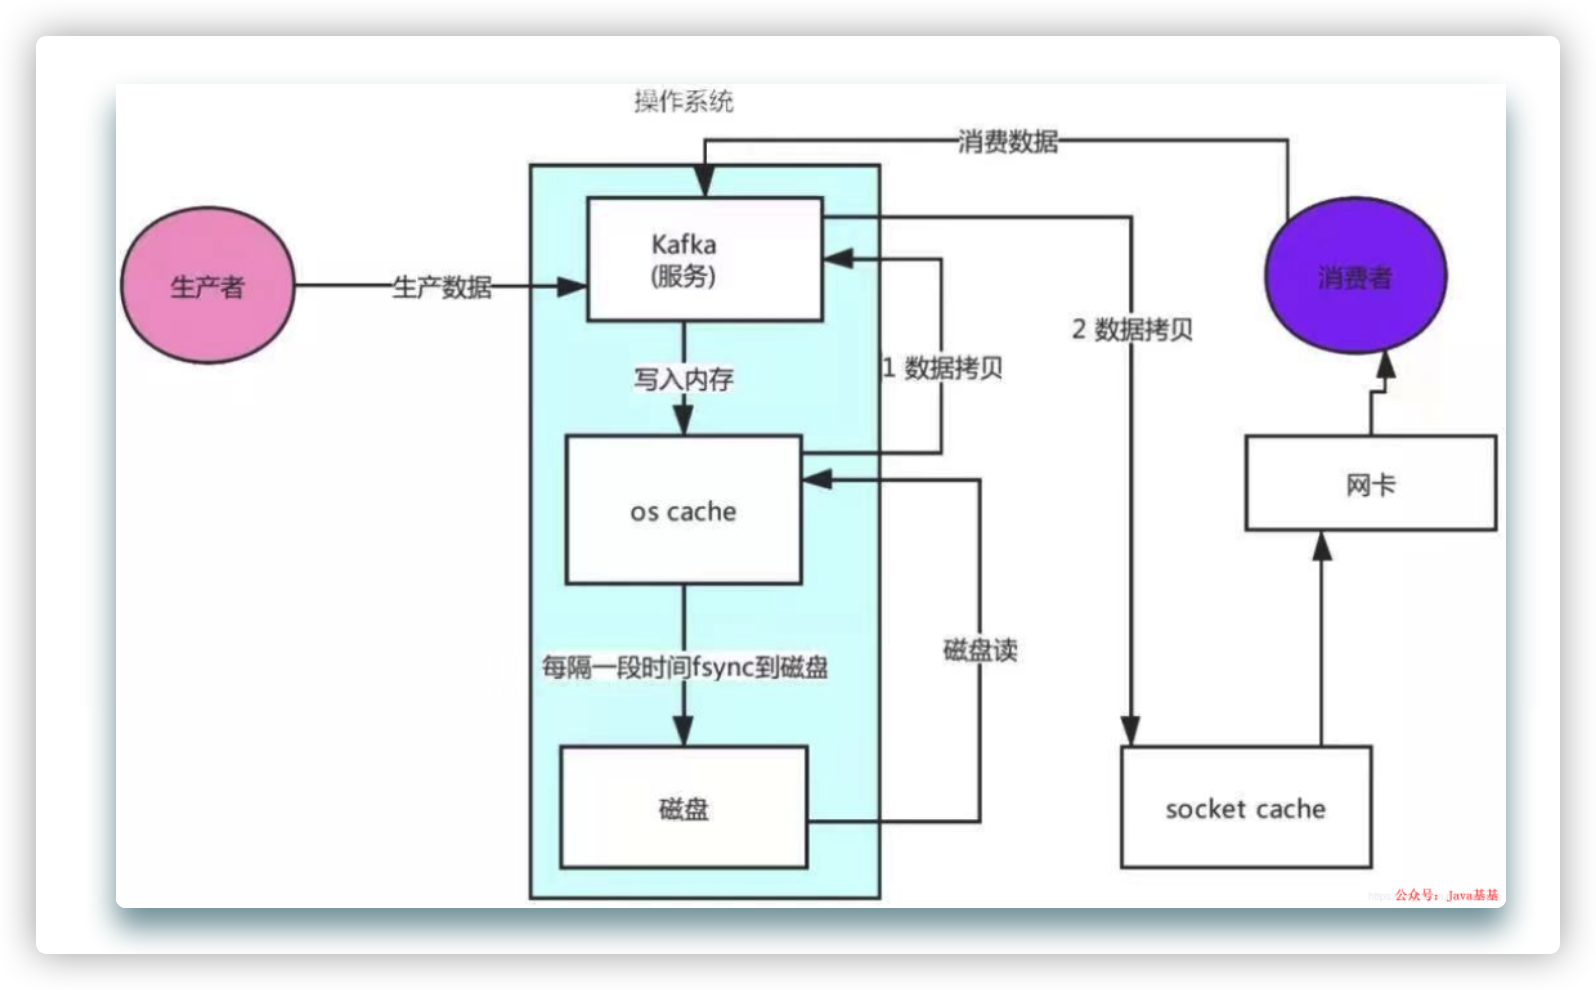 操作系统
消费数据
Kafka
(服务)
生产者
生产数据
消费者
2 数据拷贝
1 数据拷贝
写入内存
网卡
os cache
磁盘读
每隔一段时间fsync到磁盘
磁盘
socket cache
公众号：Java基基